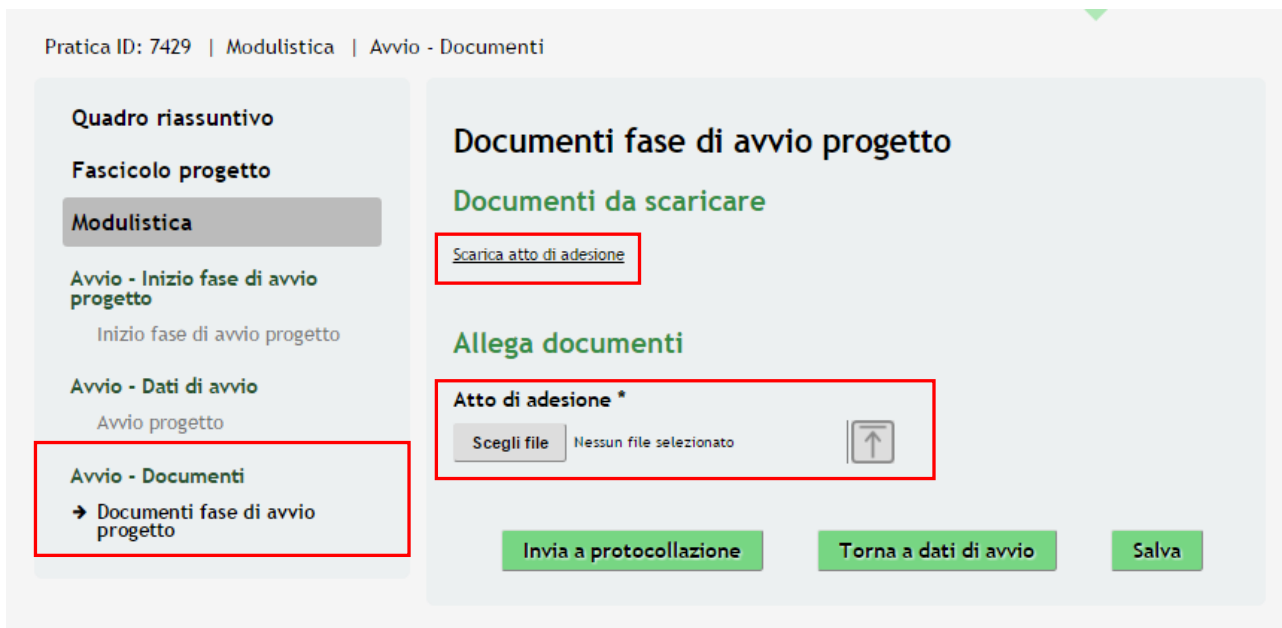 Pratica ID: 7429 | Modulistica | Avvio - Documenti
Quadro riassuntivo
Fascicolo progetto
Modulistica
Avvio - Inizio fase di avvio
progetto
Inizio fase di avvio progetto
Avvio - Dati di avvio
Avvio progetto
Avvio - Documenti
Documenti fase di avvio
progetto
Documenti fase di avvio progetto
Documenti da scaricare
Scarica atto di adesione
Allega documenti
Atto di adesione *
Scegli file Nessun file selezionato
Invia a protocollazione Torna a dati di avvio Salva